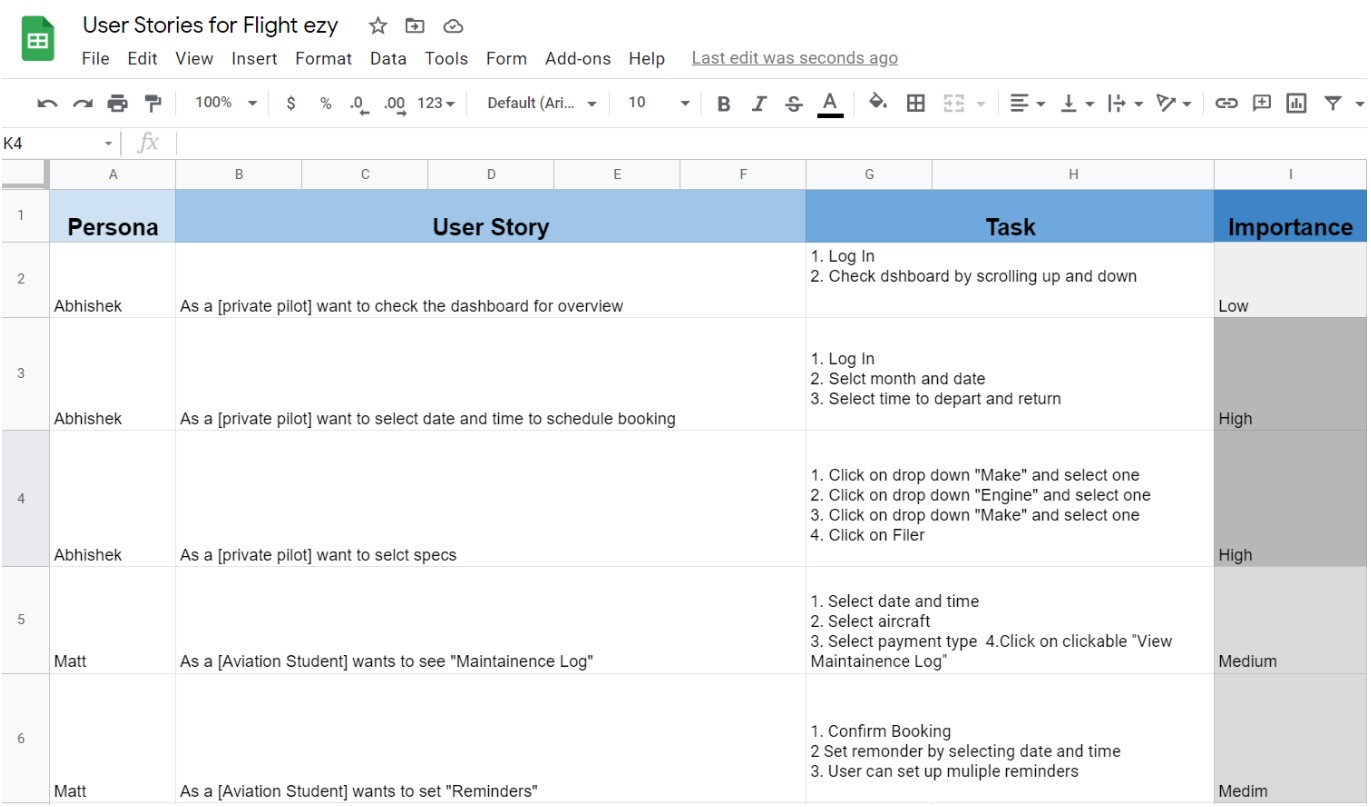 User Stories for Flight ezy
File Edit View Insert Format Data Tools Form Add-ons Help Last edit was seconds ago
100% $ % .0 .00 123 Default (Ari... 10 B I S A
K4 fx
A B C D E F G H I
1 Persona User Story Task Importance
1. Log In
2. Check dshboard by scrolling up and down
2
Abhishek As a [private pilot] want to check the dashboard for overview Low
1. Log In
3 2. Selct month and date
3. Select time to depart and return
Abhishek As a [private pilot] want to select date and time to schedule booking High
1. Click on drop down "Make" and select one
4 2. Click on drop down "Engine" and select one
3. Click on drop down "Make" and select one
4. Click on Filer
Abhishek As a [private pilot] want to selct specs High
1. Select date and time
5 2. Select aircraft
3. Select payment type 4.Click on clickable "View
Matt As a [Aviation Student] wants to see "Maintainence Log" Maintainence Log" Medium
1. Confirm Booking
6 2 Set remonder by selecting date and time
3. User can set up muliple reminders
Matt As a [Aviation Student] wants to set "Reminders" Medim